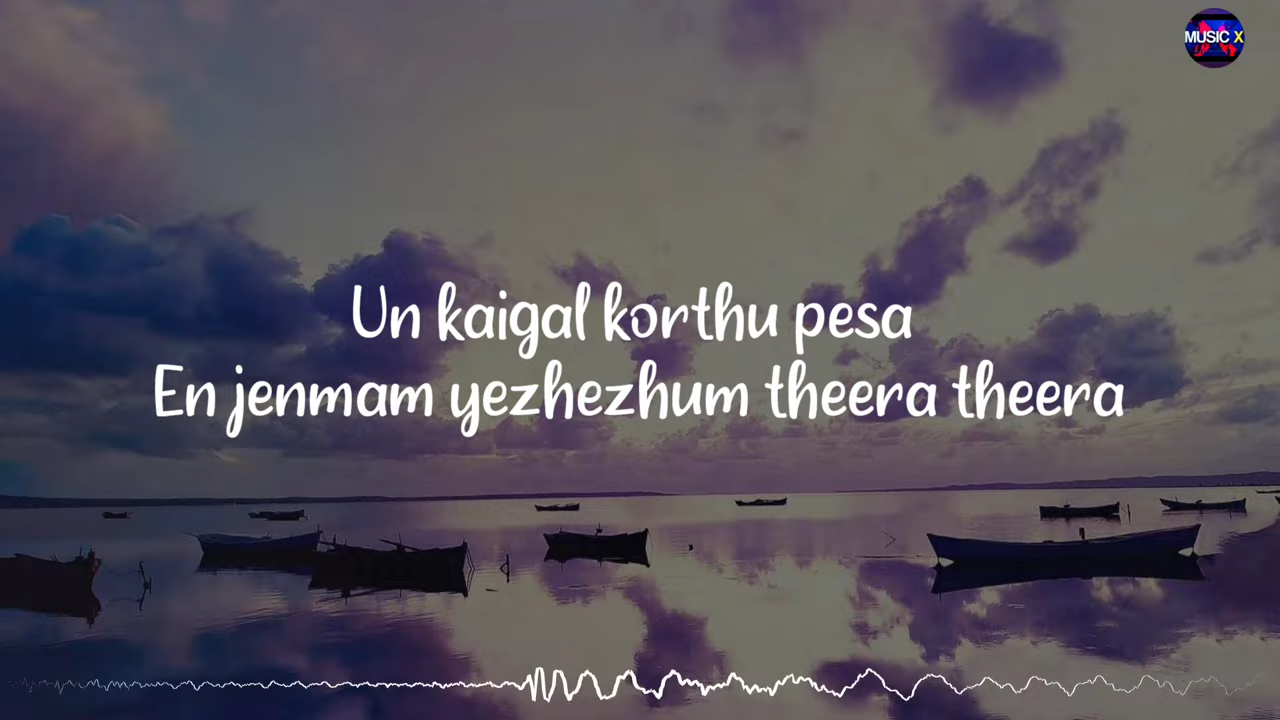 MUSIC X
Un kaigal korthu pesa
En jenmam yezhezhum theera theera